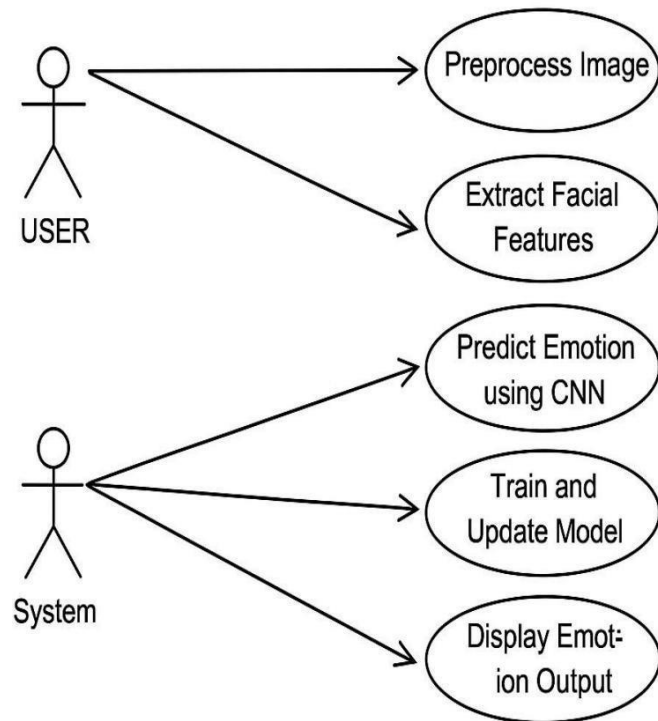 Preprocess Image
USER
Extract Facial
Features
Predict Emotion
using CNN
System
Train and
Update Model
Display Emot-
ion Output